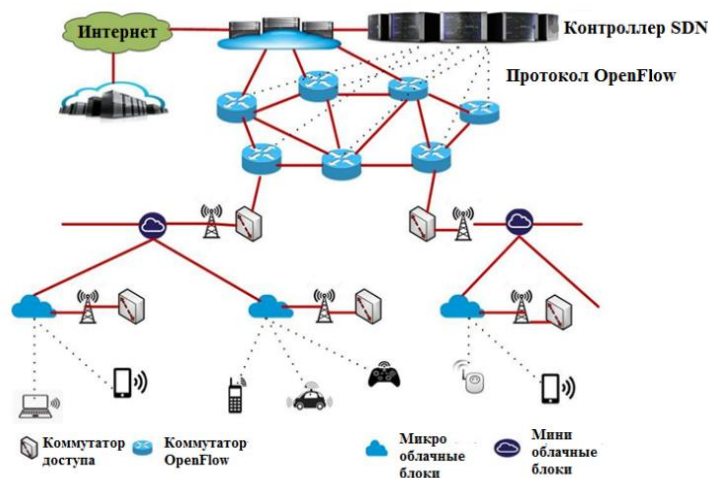 Интернет
Контроллер SDN
Протокол OpenFlow
Коммутатор
доступа
Коммутатор
OpenFlow
Микро
облачные
блоки
Мини
облачные
блоки